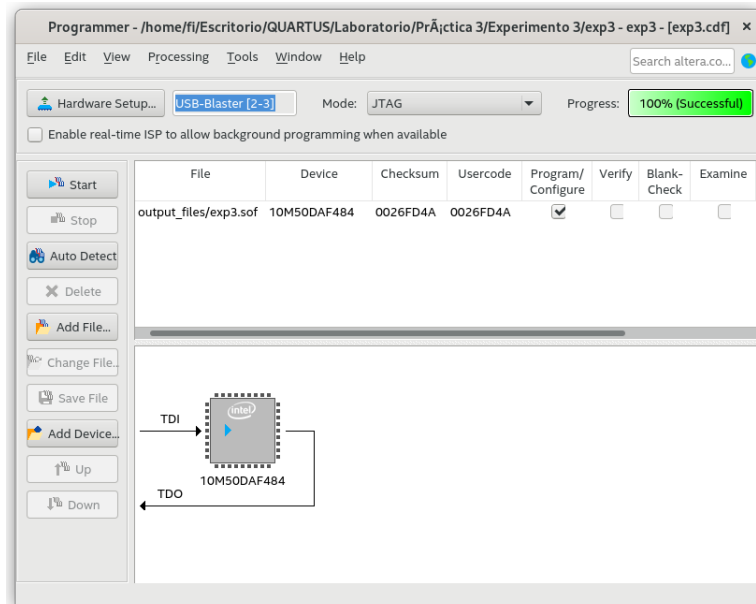 Programmer - /home/fi/Escritorio/QUARTUS/Laboratorio/PrÃ¡ctica 3/Experimento 3/exp3 - exp3 - [exp3.cdf] ×
File Edit View Processing Tools Window Help
Search altera.co...
Hardware Setup... USB-Blaster [2-3] Mode: JTAG Progress: 100% (Successful)
Enable real-time ISP to allow background programming when available
File Device Checksum Usercode Program/ Verify Blank- Examine
Configure Check
output_files/exp3.sof 10M50DAF484 0026FD4A 0026FD4A
Start
Stop
Auto Detect
Delete
Add File...
Change File..
Save File
Add Device..
Up
Down
intel
TDI
10M50DAF484
TDO